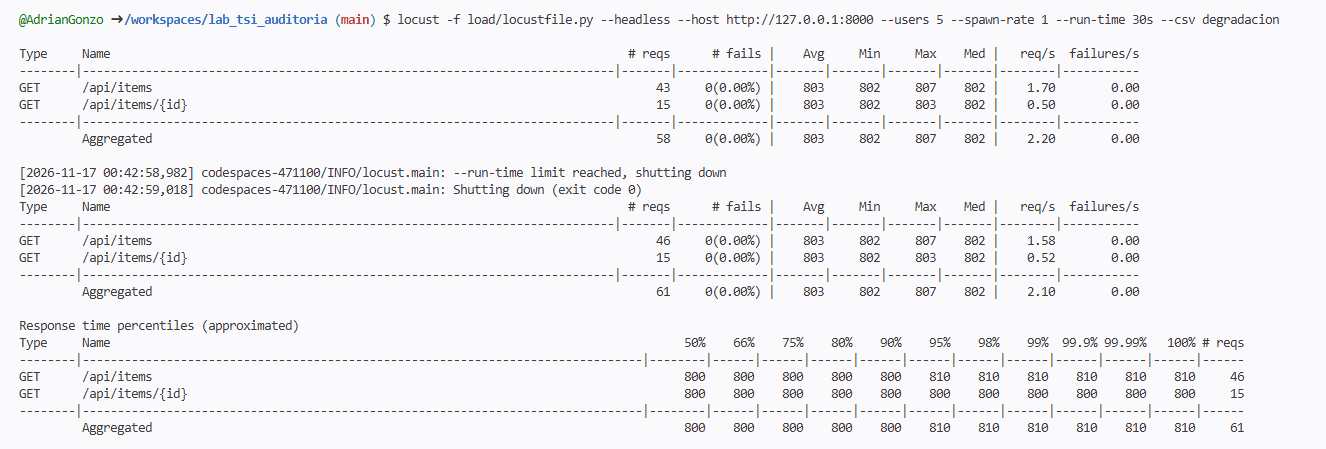 @AdrianGonzo ➜/workspaces/lab_tsi_auditoria (main) $ locust -f load/locustfile.py --headless --host http://127.0.0.1:8000 --users 5 --spawn-rate 1 --run-time 30s --csv degradacion
Type     Name                                                                          # reqs      # fails |    Avg     Min     Max    Med |   req/s  failures/s
--------|----------------------------------------------------------------------------|-------|-------------|-------|-------|-------|-------|--------|-----------
GET      /api/items                                                                        43     0(0.00%) |    803     802     807    802 |    1.70        0.00
GET      /api/items/{id}                                                                   15     0(0.00%) |    803     802     803    802 |    0.50        0.00
--------|----------------------------------------------------------------------------|-------|-------------|-------|-------|-------|-------|--------|-----------
         Aggregated                                                                        58     0(0.00%) |    803     802     807    802 |    2.20        0.00
[2026-11-17 00:42:58,982] codespaces-471100/INFO/locust.main: --run-time limit reached, shutting down
[2026-11-17 00:42:59,018] codespaces-471100/INFO/locust.main: Shutting down (exit code 0)
Type     Name                                                                          # reqs      # fails |    Avg     Min     Max    Med |   req/s  failures/s
--------|----------------------------------------------------------------------------|-------|-------------|-------|-------|-------|-------|--------|-----------
GET      /api/items                                                                        46     0(0.00%) |    803     802     807    802 |    1.58        0.00
GET      /api/items/{id}                                                                   15     0(0.00%) |    803     802     803    802 |    0.52        0.00
--------|----------------------------------------------------------------------------|-------|-------------|-------|-------|-------|-------|--------|-----------
         Aggregated                                                                        61     0(0.00%) |    803     802     807    802 |    2.10        0.00
Response time percentiles (approximated)
Type     Name                                                                                  50%    66%    75%    80%    90%    95%    98%    99%  99.9% 99.99%   100% # reqs
--------|--------------------------------------------------------------------------------|--------|------|------|------|------|------|------|------|------|------|------|------
GET      /api/items                                                                            800    800    800    800    800    810    810    810    810    810    810     46
GET      /api/items/{id}                                                                       800    800    800    800    800    800    800    800    800    800    800     15
--------|--------------------------------------------------------------------------------|--------|------|------|------|------|------|------|------|------|------|------|------
         Aggregated                                                                            800    800    800    800    800    810    810    810    810    810    810     61